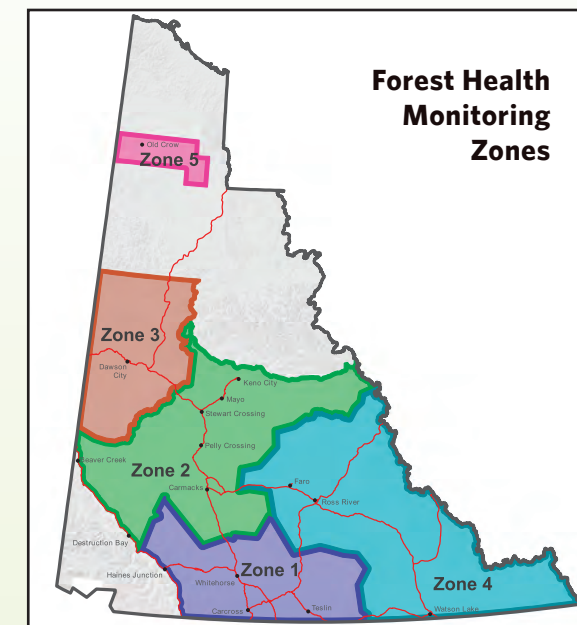 Forest Health
Monitoring
Zones
Old Crow
Zone 5
Zone 3
Dawson
City
Keno City
Mayo
Stewart Crossing
Pelly Crossing
Beaver Creek
Zone 2
Carmacks
Faro
Ross River
Destruction Bay
Haines Junction
Zone 1
Whitehorse
Zone 4
Carcross
Teslin
Watson Lake